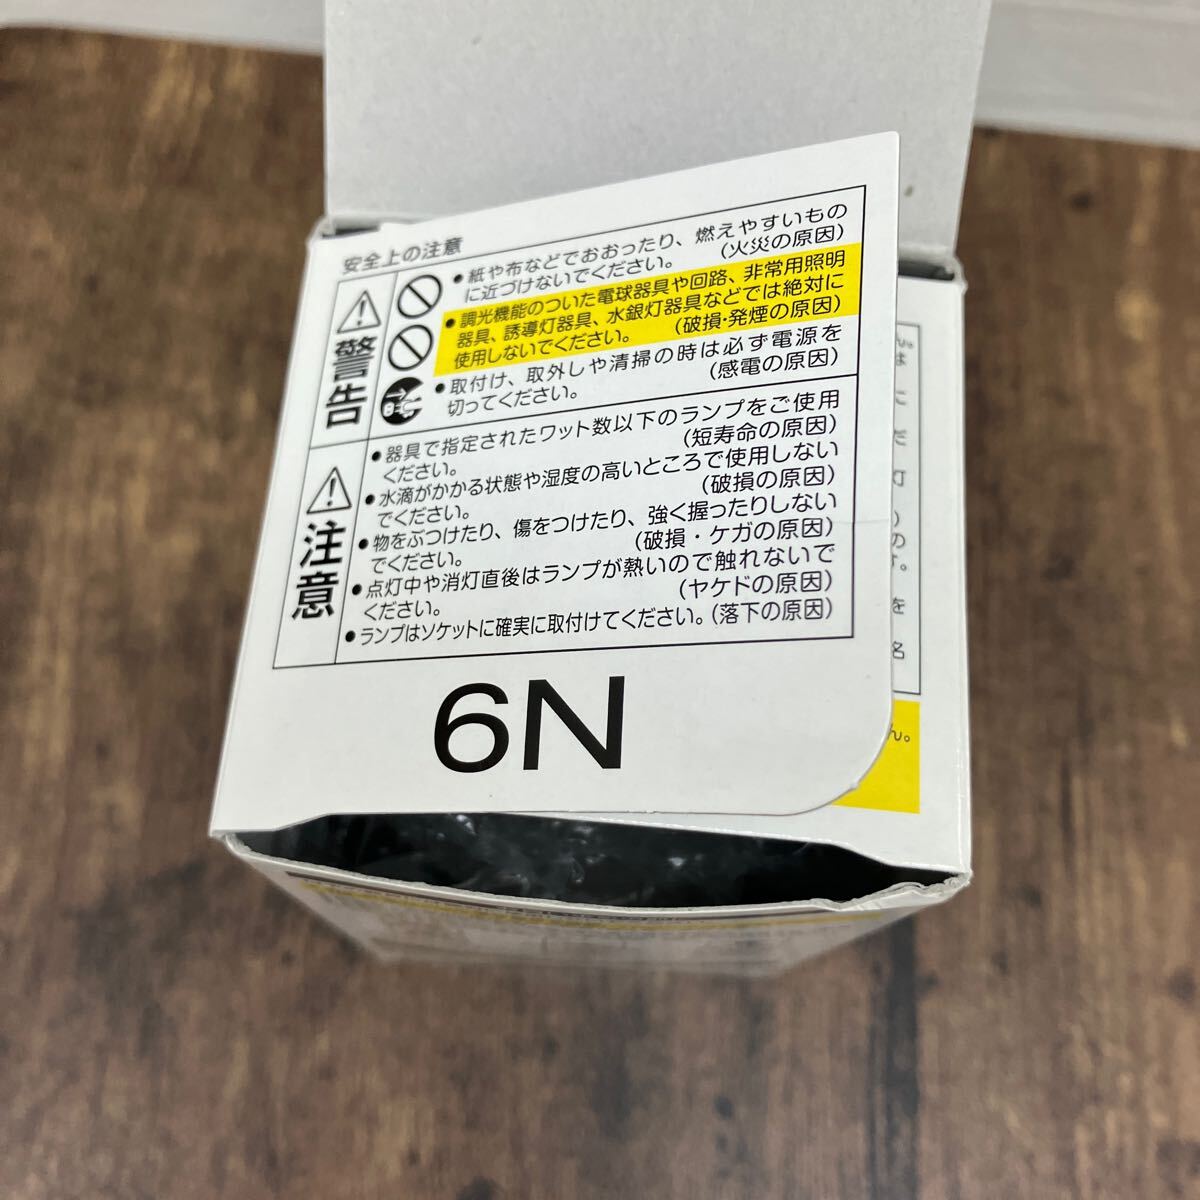 安全上の注意
警告
• 紙や布などでおおったり、燃えやすいもの
に近づけないでください。 (火災の原因)
• 調光機能のついた電球器具や回路、非常用照明
器具、誘導灯器具、水銀灯器具などでは絶対に
使用しないでください。 (破損・発煙の原因)
• 取付け、取外しや清掃の時は必ず電源を
切ってください。 (感電の原因)
注意
• 器具で指定されたワット数以下のランプをご使用
ください。 (短寿命の原因)
• 水滴がかかる状態や湿度の高いところで使用しない
でください。 (破損の原因)
• 物をぶつけたり、傷をつけたり、強く握ったりしない
でください。 (破損・ケガの原因)
• 点灯中や消灯直後はランプが熱いので触れないで
ください。 (ヤケドの原因)
• ランプはソケットに確実に取付けてください。(落下の原因)
6N
ん。
は
に
だ
灯
)
の
す。
を
名
ん。